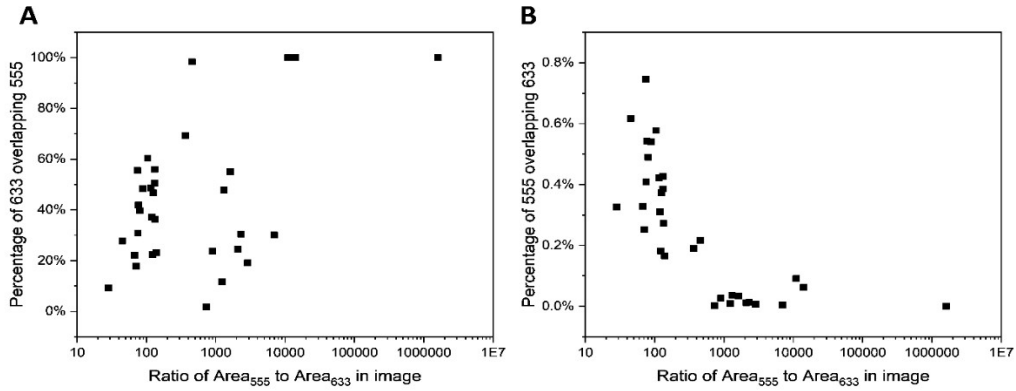 A
Percentage of 633 overlapping 555
100%
80%
60%
40%
20%
0%
10 100 1000 10000 100000 1000000 1E7
Ratio of Area₅₅₅ to Area₆₃₃ in image
B
Percentage of 555 overlapping 633
0.8%
0.6%
0.4%
0.2%
0.0%
10 100 1000 10000 100000 1000000 1E7
Ratio of Area₅₅₅ to Area₆₃₃ in image